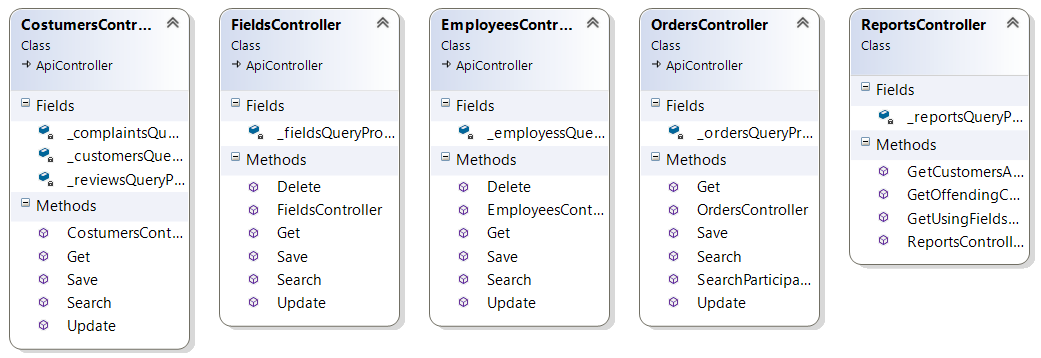 CostumersContr...
Class
ApiController
Fields
_complaintsQu...
_customersQue...
_reviewsQueryP...
Methods
CostumersCont...
Get
Save
Search
Update
FieldsController
Class
ApiController
Fields
_fieldsQueryPro...
Methods
Delete
FieldsController
Get
Save
Search
Update
EmployeesContr...
Class
ApiController
Fields
_employessQue...
Methods
Delete
EmployeesCont...
Get
Save
Search
Update
OrdersController
Class
ApiController
Fields
_ordersQueryPr...
Methods
Get
OrdersController
Save
Search
SearchParticipa...
Update
ReportsController
Class
Fields
_reportsQueryP...
Methods
GetCustomersA...
GetOffendingC...
GetUsingFields...
ReportsControll...